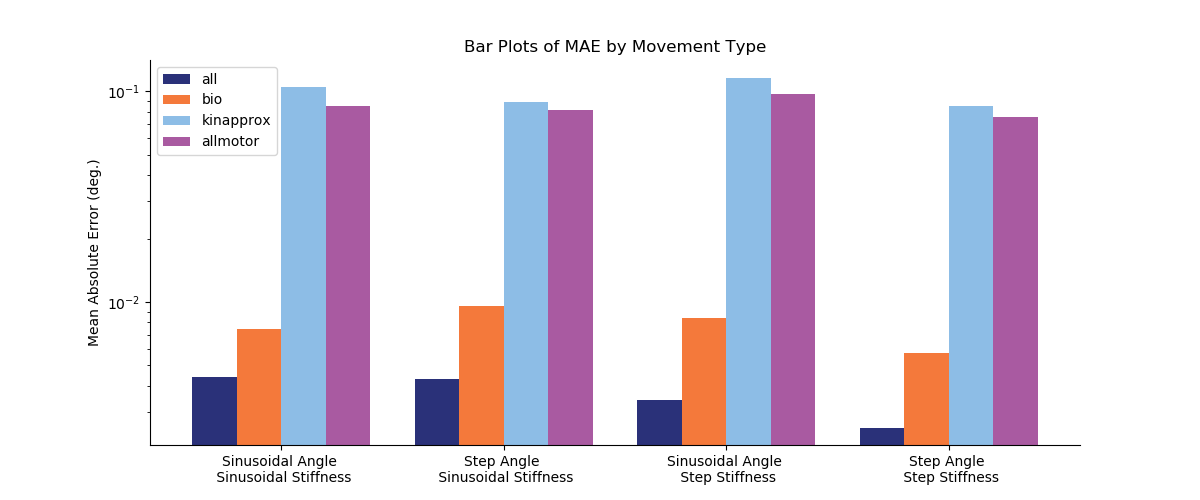 Bar Plots of MAE by Movement Type
all
bio
kinapprox
allmotor
10⁻¹
10⁻²
Mean Absolute Error (deg.)
Sinusoidal Angle
Sinusoidal Stiffness
Step Angle
Sinusoidal Stiffness
Sinusoidal Angle
Step Stiffness
Step Angle
Step Stiffness